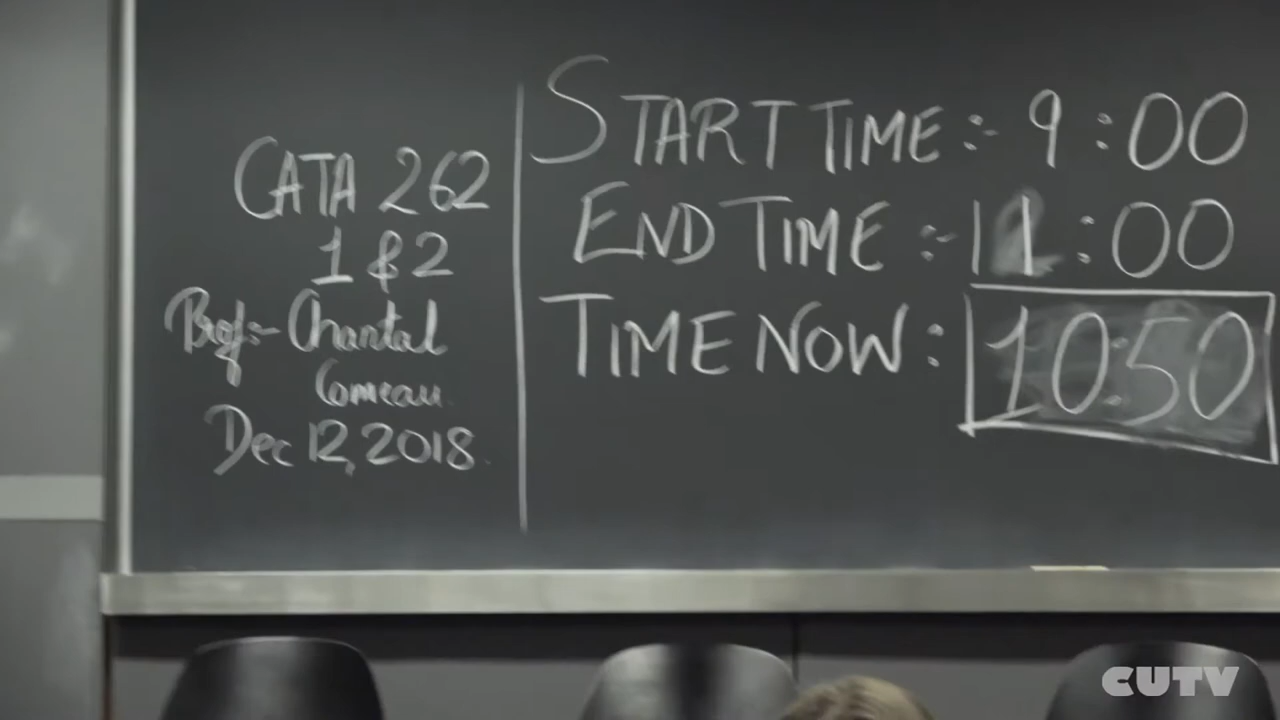 CATA 262
1 & 2
Prof:- Chantal
Comeau
Dec 12, 2018.
START TIME :- 9:00
END TIME :- 11:00
TIME NOW : 10:50
CUTV